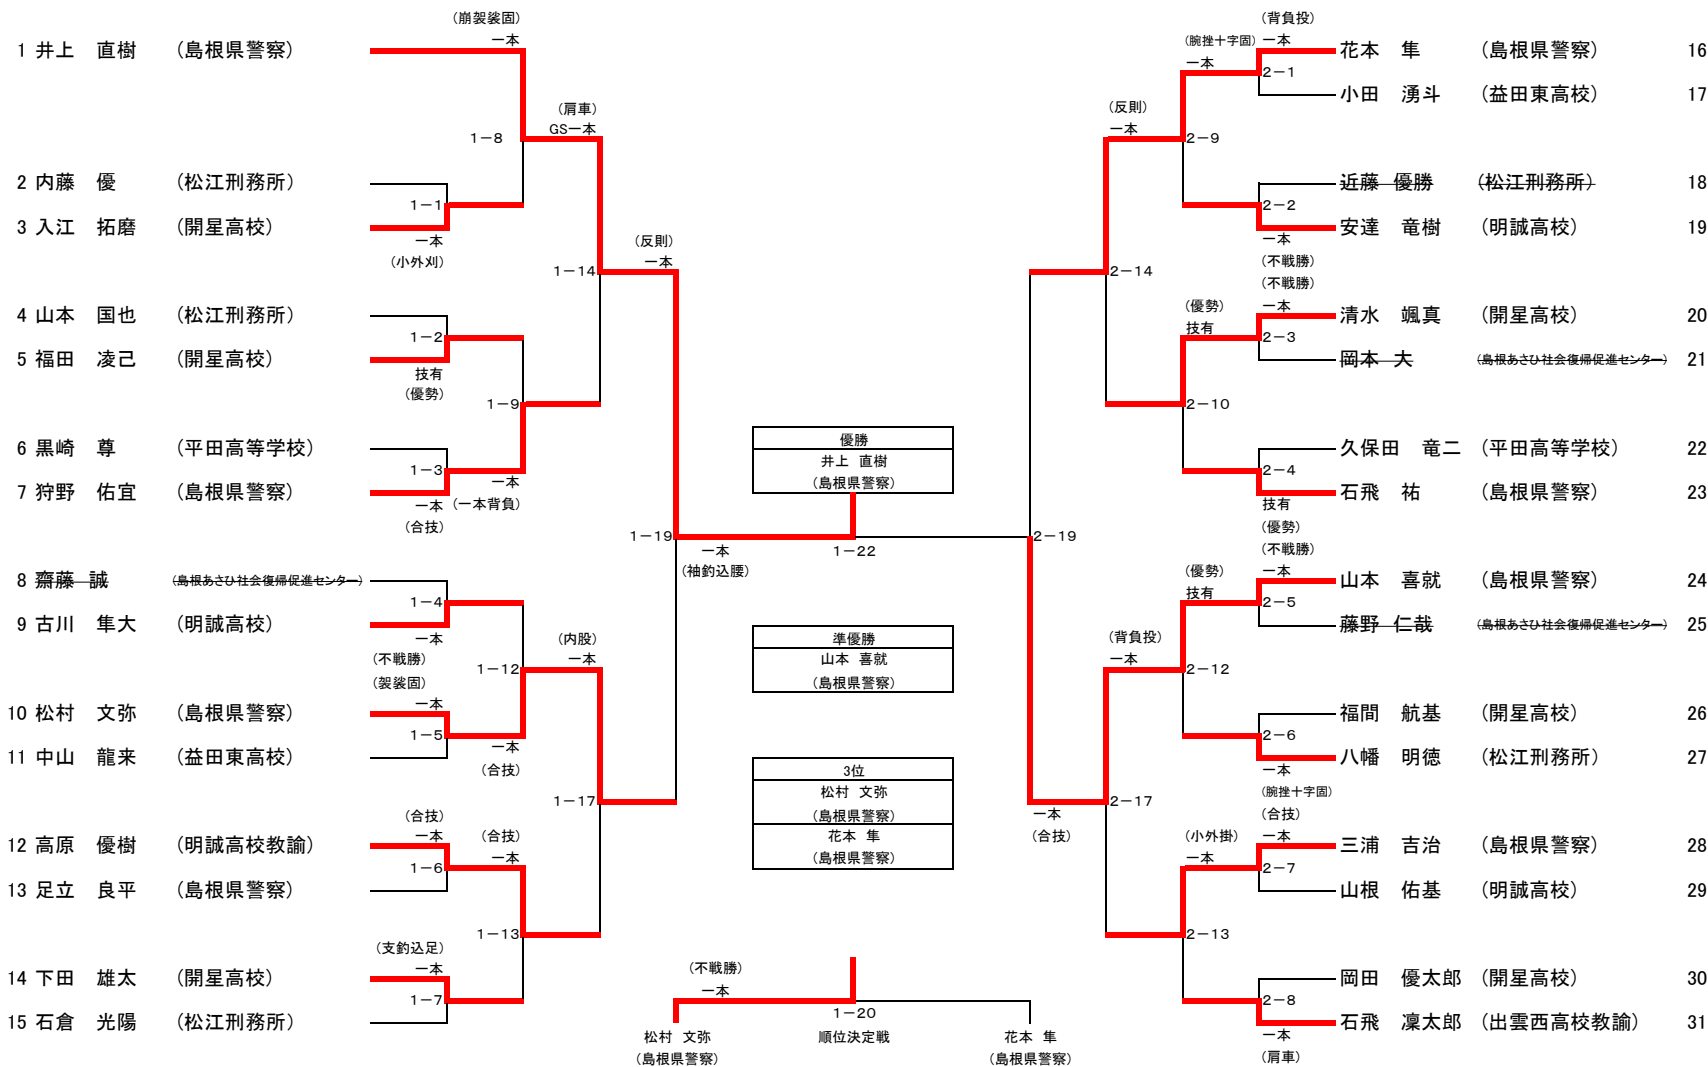 (崩袈裟固)
一本
1 井上 直樹 (島根県警察)
1－8
(肩車)
GS一本
2 内藤 優 (松江刑務所)
1－1
3 入江 拓磨 (開星高校)
一本
(小外刈)
1－14
(反則)
一本
4 山本 国也 (松江刑務所)
1－2
5 福田 凌己 (開星高校)
技有
(優勢)
1－9
6 黒崎 尊 (平田高等学校)
1－3
一本
7 狩野 佑宜 (島根県警察)
一本 (一本背負)
(合技)
1－19
一本
(袖釣込腰)
8 齋藤 誠 (島根あさひ社会復帰促進センター)
1－4
9 古川 隼大 (明誠高校)
一本
(不戦勝)
1－12
(内股)
一本
(袈裟固)
一本
10 松村 文弥 (島根県警察)
1－5
一本
11 中山 龍来 (益田東高校)
(合技)
1－17
(合技)
一本
(合技)
一本
12 高原 優樹 (明誠高校教諭)
1－6
13 足立 良平 (島根県警察)
1－13
(支釣込足)
一本
14 下田 雄太 (開星高校)
1－7
15 石倉 光陽 (松江刑務所)
優勝
井上 直樹
(島根県警察)
1－22
準優勝
山本 喜就
(島根県警察)
3位
松村 文弥
(島根県警察)
花本 隼
(島根県警察)
(不戦勝)
一本
1－20
松村 文弥 順位決定戦 花本 隼
(島根県警察) (島根県警察)
(背負投)
(腕挫十字固) 一本
花本 隼 (島根県警察) 16
一本
2－1
小田 湧斗 (益田東高校) 17
(反則)
一本
2－9
近藤 優勝 (松江刑務所) 18
2－2
安達 竜樹 (明誠高校) 19
一本
(不戦勝)
2－14
(不戦勝)
(優勢) 一本
清水 颯真 (開星高校) 20
技有
2－3
岡本 大 (島根あさひ社会復帰促進センター) 21
2－10
久保田 竜二 (平田高等学校) 22
2－4
石飛 祐 (島根県警察) 23
技有
(優勢)
2－19
(不戦勝)
(優勢) 一本
山本 喜就 (島根県警察) 24
技有
2－5
藤野 仁哉 (島根あさひ社会復帰促進センター) 25
(背負投)
一本
2－12
福間 航基 (開星高校) 26
2－6
八幡 明徳 (松江刑務所) 27
一本
(腕挫十字固)
2－17
一本
(合技)
(合技)
(小外掛) 一本
三浦 吉治 (島根県警察) 28
一本
2－7
山根 佑基 (明誠高校) 29
2－13
岡田 優太郎 (開星高校) 30
2－8
石飛 凜太郎 (出雲西高校教諭) 31
一本
(肩車)